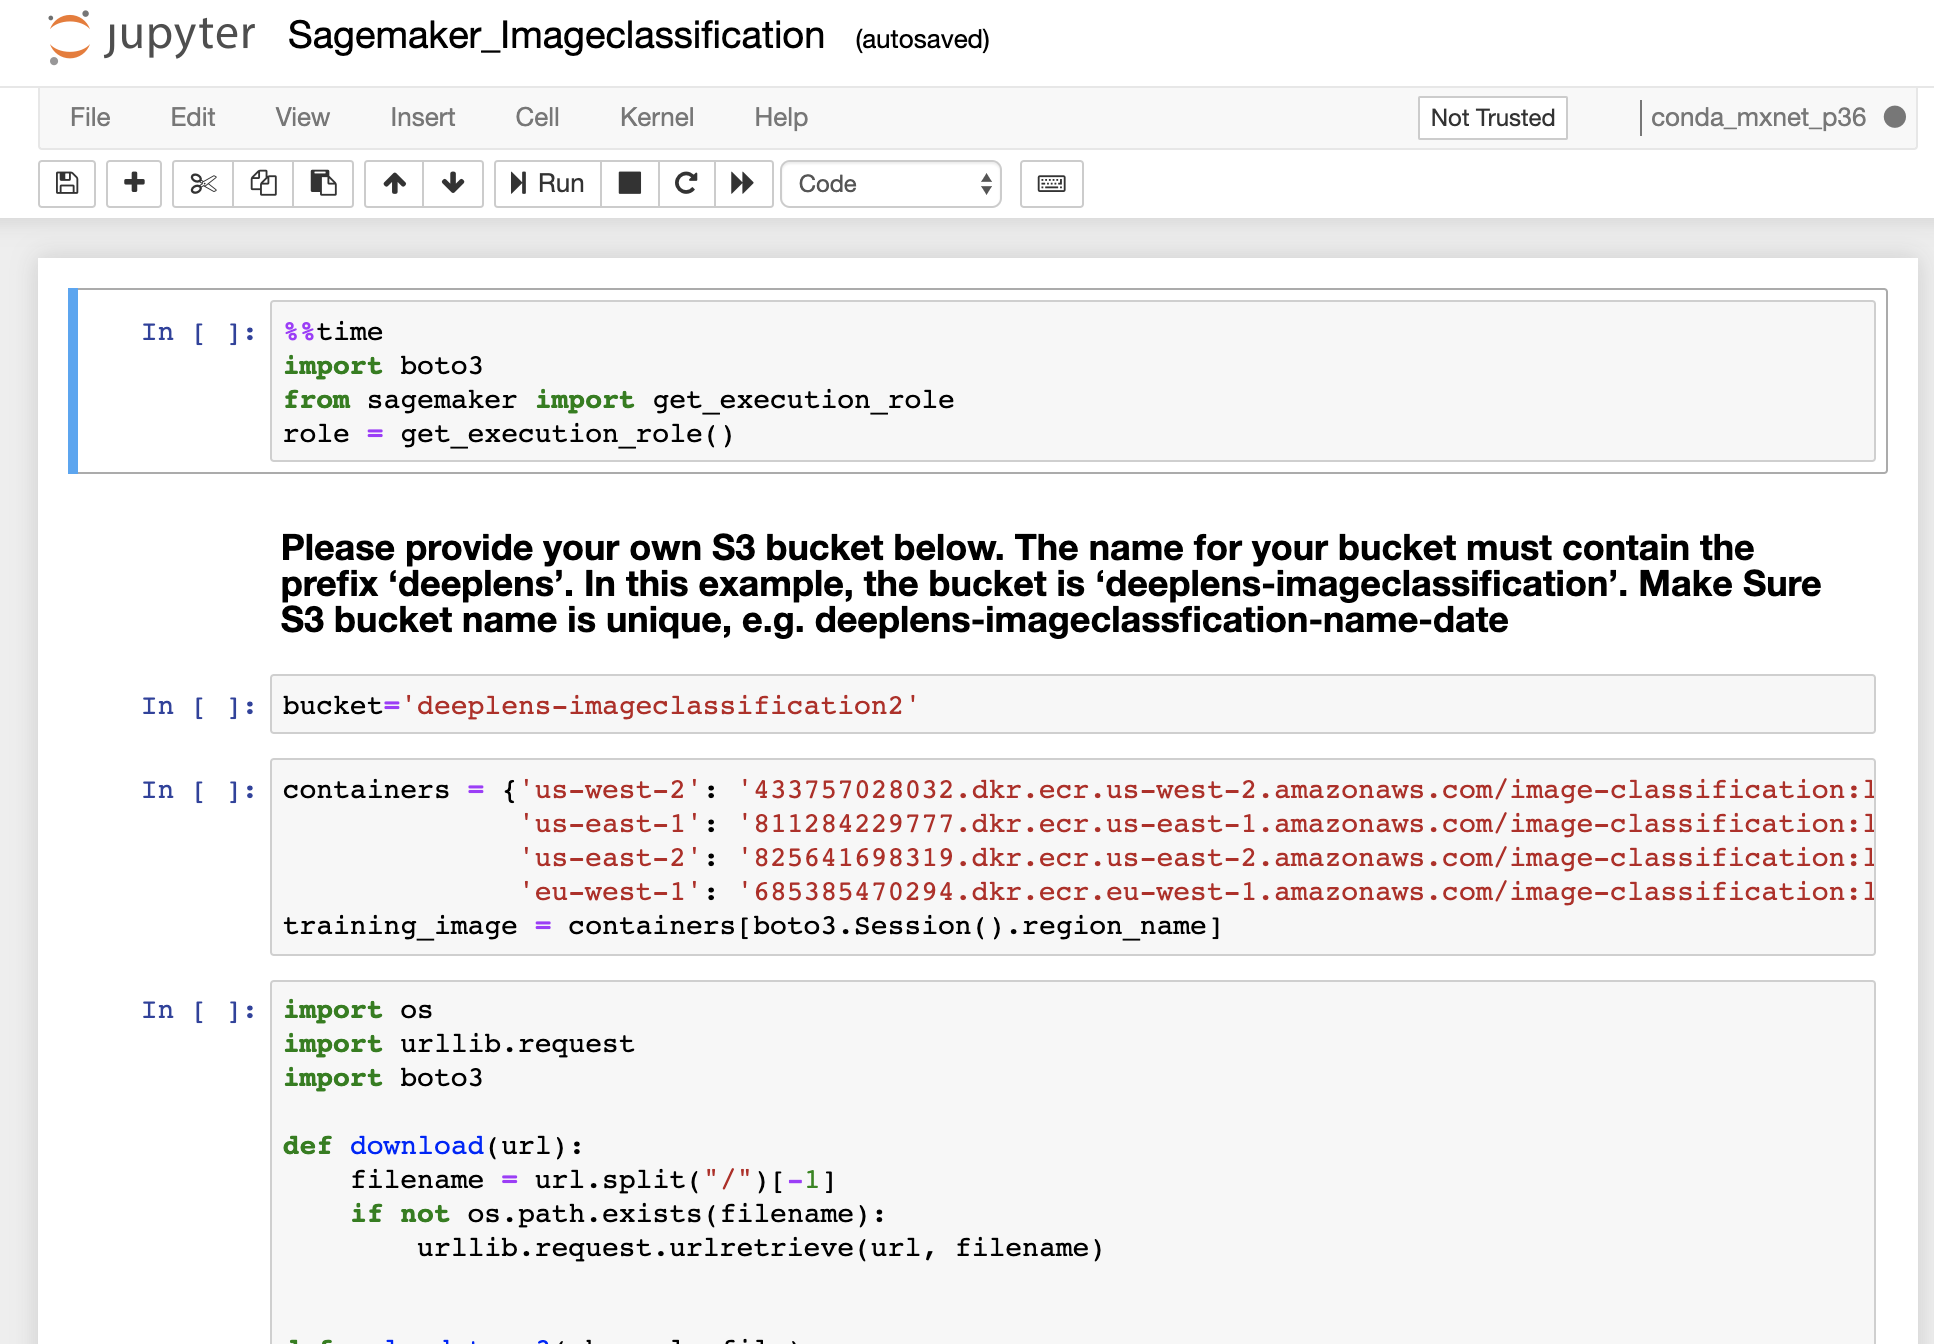 jupyter Sagemaker_Imageclassification (autosaved)
File Edit View Insert Cell Kernel Help Not Trusted conda_mxnet_p36
Run Code
In [ ]: %%time
import boto3
from sagemaker import get_execution_role
role = get_execution_role()
Please provide your own S3 bucket below. The name for your bucket must contain the
prefix ‘deeplens’. In this example, the bucket is ‘deeplens-imageclassification’. Make Sure
S3 bucket name is unique, e.g. deeplens-imageclassfication-name-date
In [ ]: bucket='deeplens-imageclassification2'
In [ ]: containers = {'us-west-2': '433757028032.dkr.ecr.us-west-2.amazonaws.com/image-classification:l
'us-east-1': '811284229777.dkr.ecr.us-east-1.amazonaws.com/image-classification:l
'us-east-2': '825641698319.dkr.ecr.us-east-2.amazonaws.com/image-classification:l
'eu-west-1': '685385470294.dkr.ecr.eu-west-1.amazonaws.com/image-classification:l
training_image = containers[boto3.Session().region_name]
In [ ]: import os
import urllib.request
import boto3
def download(url):
filename = url.split("/")[-1]
if not os.path.exists(filename):
urllib.request.urlretrieve(url, filename)